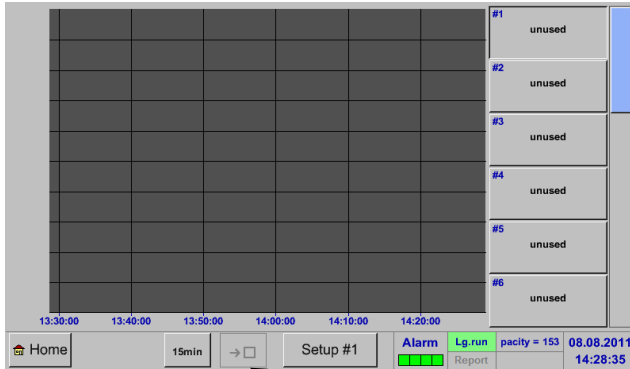 #1
unused
#2
unused
#3
unused
#4
unused
#5
unused
#6
unused
13:30:00 13:40:00 13:50:00 14:00:00 14:10:00 14:20:00
Home 15min Setup #1
Alarm Lg.run pacity = 153 08.08.2011
Report 14:28:35